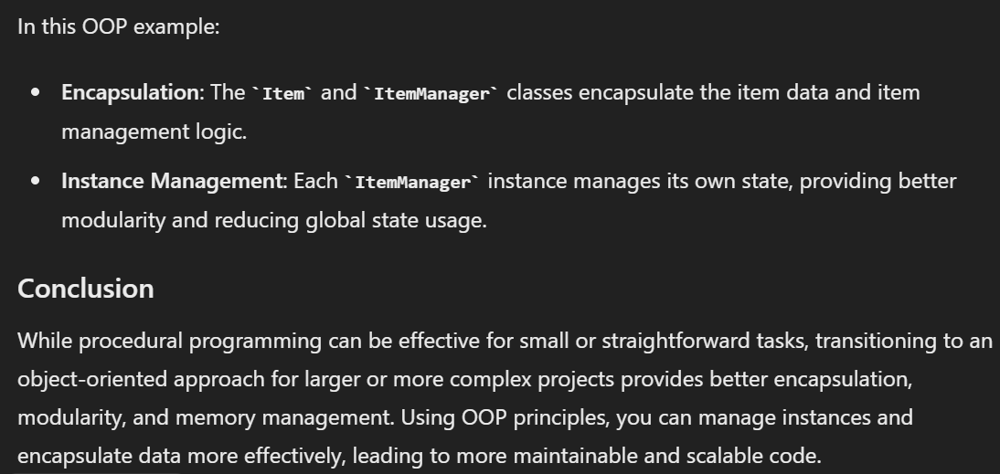 In this OOP example:
• Encapsulation: The `Item` and `ItemManager` classes encapsulate the item data and item
management logic.
• Instance Management: Each `ItemManager` instance manages its own state, providing better
modularity and reducing global state usage.
Conclusion
While procedural programming can be effective for small or straightforward tasks, transitioning to an
object-oriented approach for larger or more complex projects provides better encapsulation,
modularity, and memory management. Using OOP principles, you can manage instances and
encapsulate data more effectively, leading to more maintainable and scalable code.